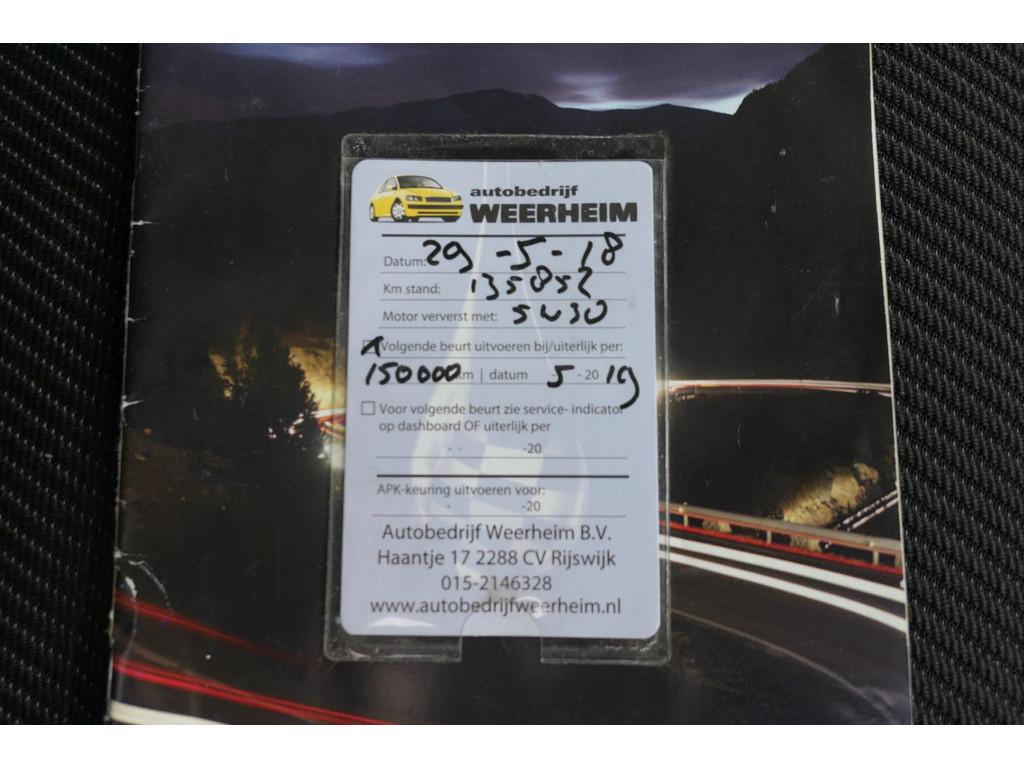 autobedrijf
WEERHEIM
Datum: 29 -5- 18
Km stand: 135852
Motor ververst met: 5W30
Volgende beurt uitvoeren bij/uiterlijk per:
150000 km | datum - 5 - 20 19
Voor volgende beurt zie service- indicator
op dashboard OF uiterlijk per
- - -20
APK-keuring uitvoeren voor:
- -20
Autobedrijf Weerheim B.V.
Haantje 17 2288 CV Rijswijk
015-2146328
www.autobedrijfweerheim.nl